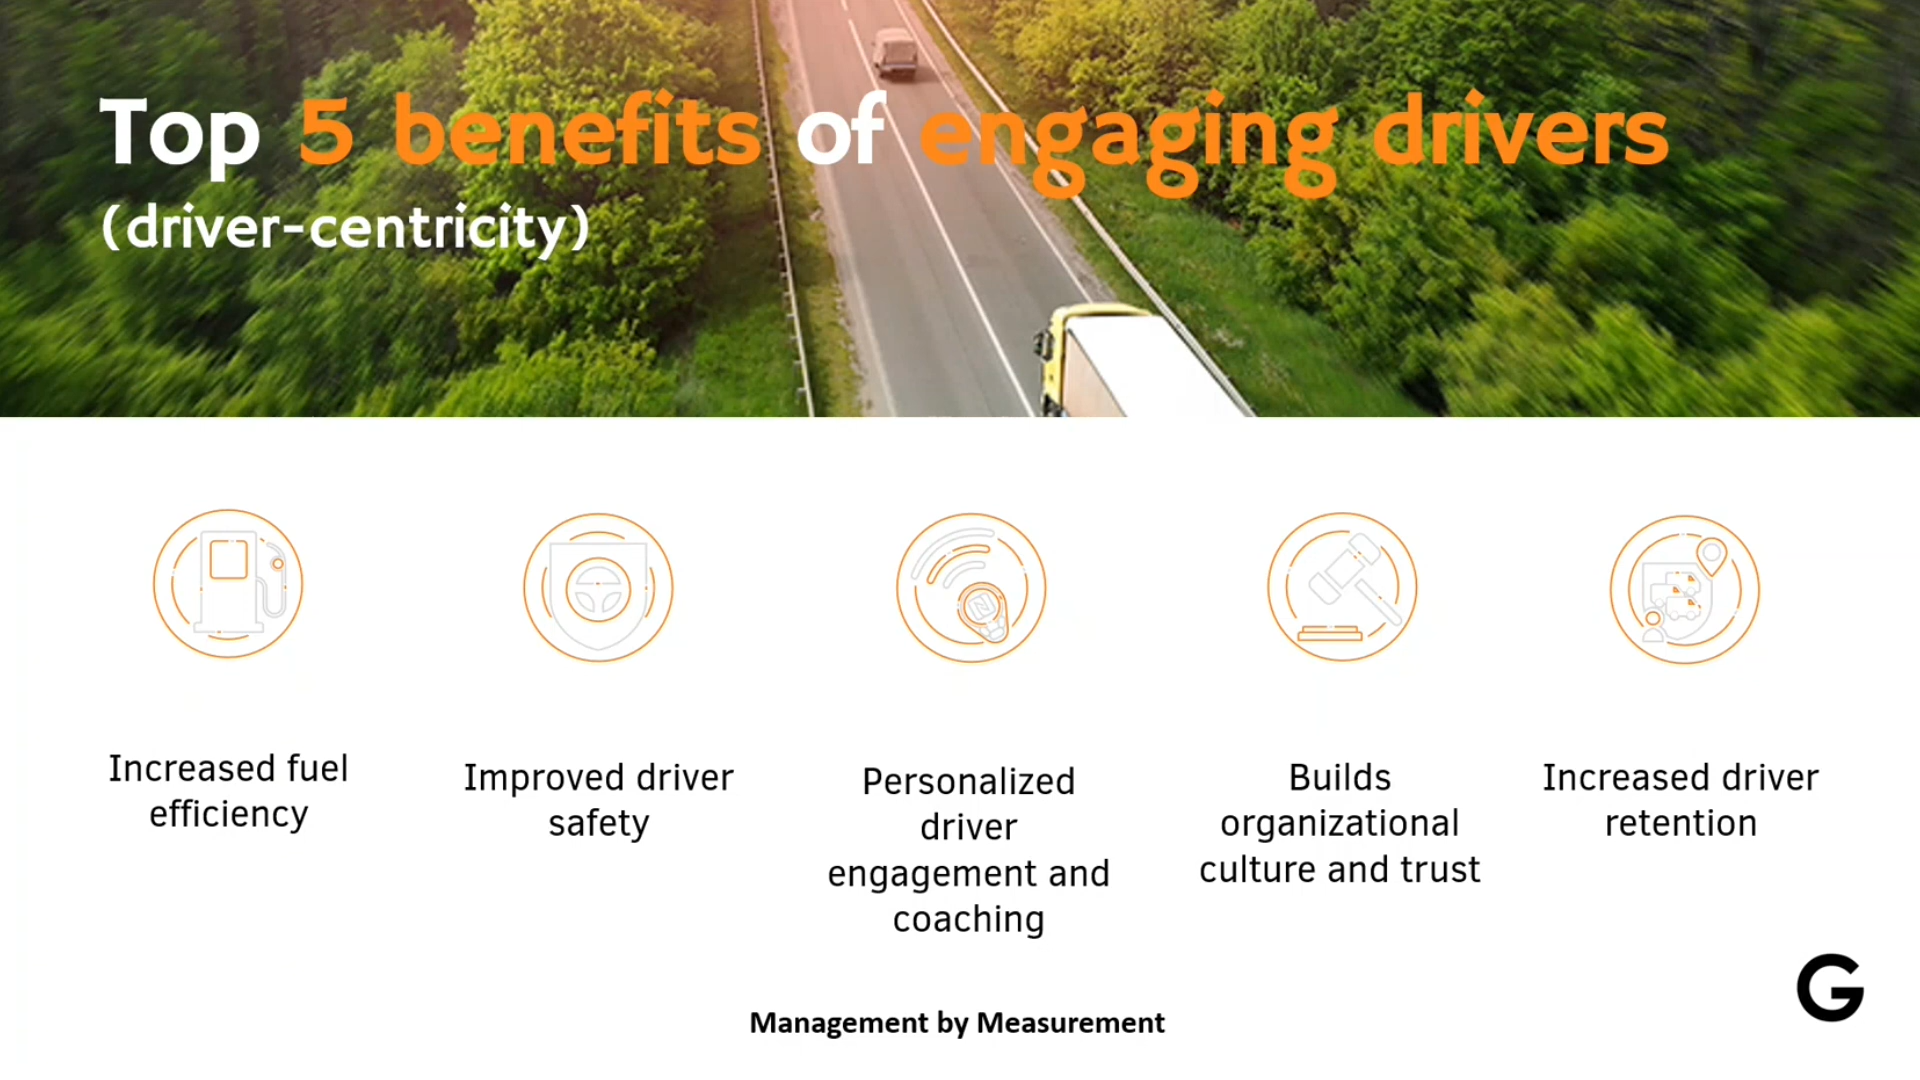 Top 5 benefits of engaging drivers
(driver-centricity)
Increased fuel
efficiency
Improved driver
safety
Personalized
driver
engagement and
coaching
Builds
organizational
culture and trust
Increased driver
retention
G
Management by Measurement